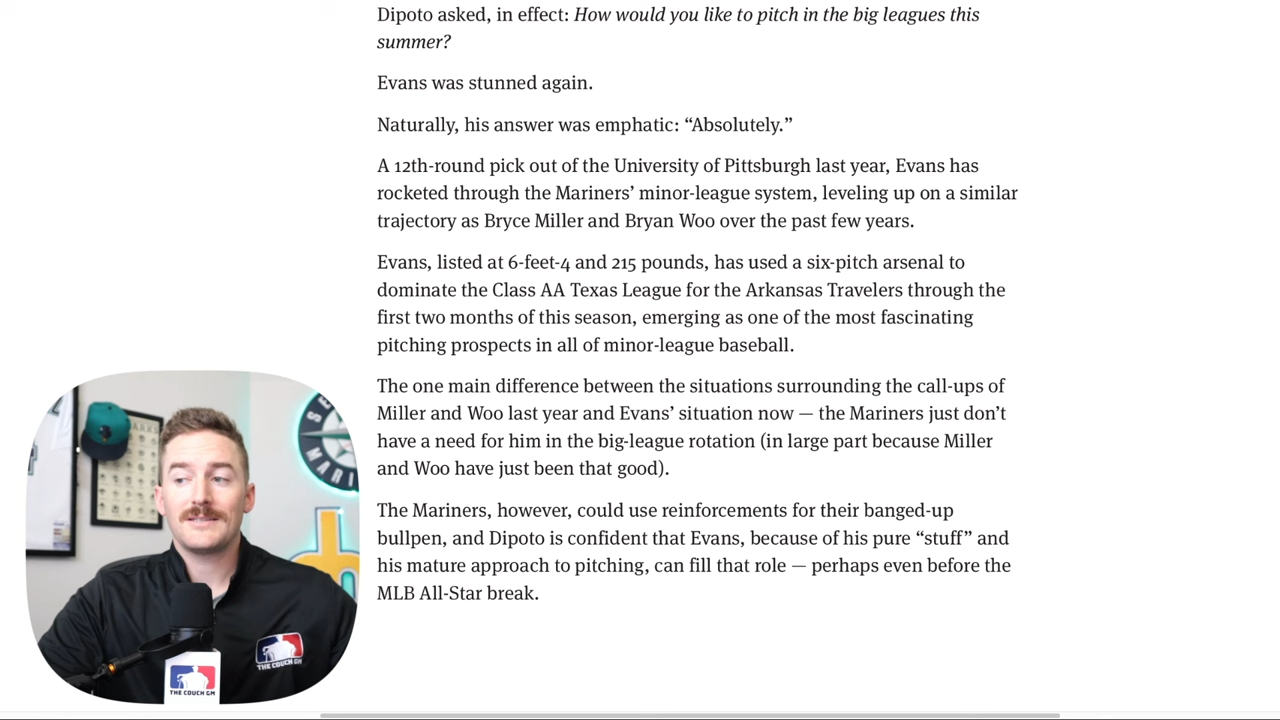 Dipoto asked, in effect: How would you like to pitch in the big leagues this
summer?
Evans was stunned again.
Naturally, his answer was emphatic: “Absolutely.”
A 12th-round pick out of the University of Pittsburgh last year, Evans has
rocketed through the Mariners’ minor-league system, leveling up on a similar
trajectory as Bryce Miller and Bryan Woo over the past few years.
Evans, listed at 6-feet-4 and 215 pounds, has used a six-pitch arsenal to
dominate the Class AA Texas League for the Arkansas Travelers through the
first two months of this season, emerging as one of the most fascinating
pitching prospects in all of minor-league baseball.
The one main difference between the situations surrounding the call-ups of
Miller and Woo last year and Evans’ situation now — the Mariners just don’t
have a need for him in the big-league rotation (in large part because Miller
and Woo have just been that good).
The Mariners, however, could use reinforcements for their banged-up
bullpen, and Dipoto is confident that Evans, because of his pure “stuff” and
his mature approach to pitching, can fill that role — perhaps even before the
MLB All-Star break.
THE COUCH GM
THE COUCH GM